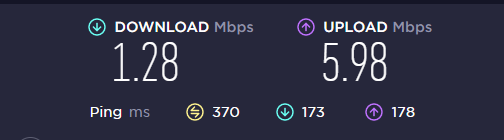 DOWNLOAD Mbps UPLOAD Mbps
1.28 5.98
Ping ms 370 173 178